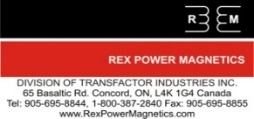 R M
REX POWER MAGNETICS
DIVISION OF TRANSFACTOR INDUSTRIES INC.
65 Basaltic Rd. Concord, ON, L4K 1G4 Canada
Tel: 905-695-8844, 1-800-387-2840 Fax: 905-695-8855
www.RexPowerMagnetics.com